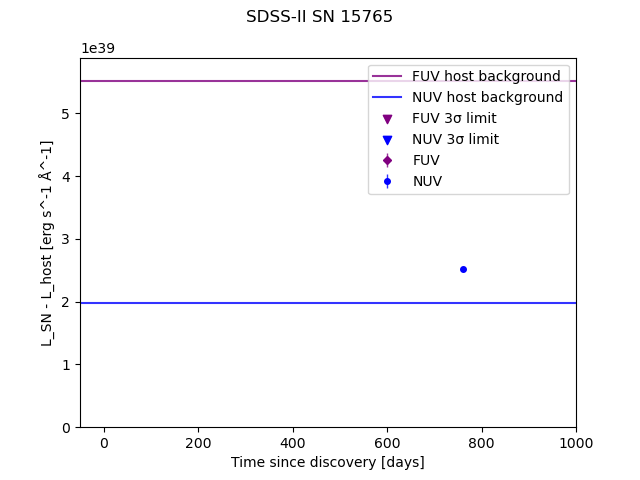 SDSS-II SN 15765
1e39
FUV host background
NUV host background
FUV 3σ limit
NUV 3σ limit
FUV
NUV
5
4
3
2
1
0
L_SN - L_host [erg s^-1 Å^-1]
0 200 400 600 800 1000
Time since discovery [days]